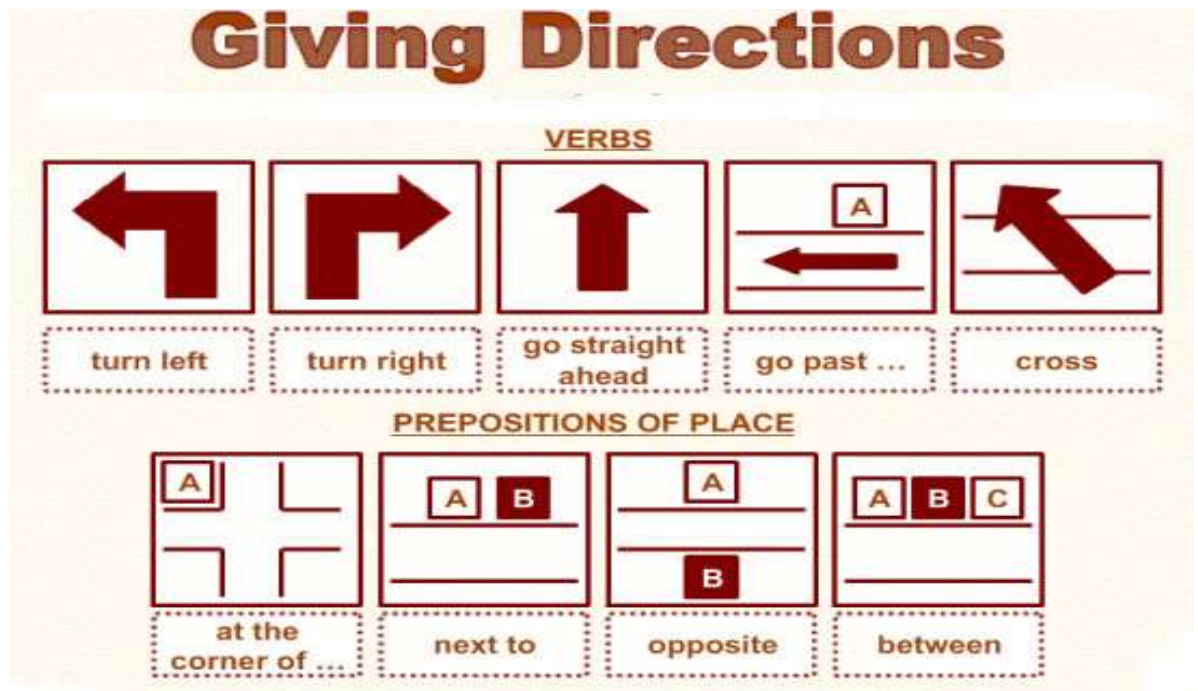 Giving Directions
VERBS
A
turn left
turn right
go straight
ahead
go past ...
cross
PREPOSITIONS OF PLACE
A
A B
A
B
A B C
at the
corner of ...
next to
opposite
between